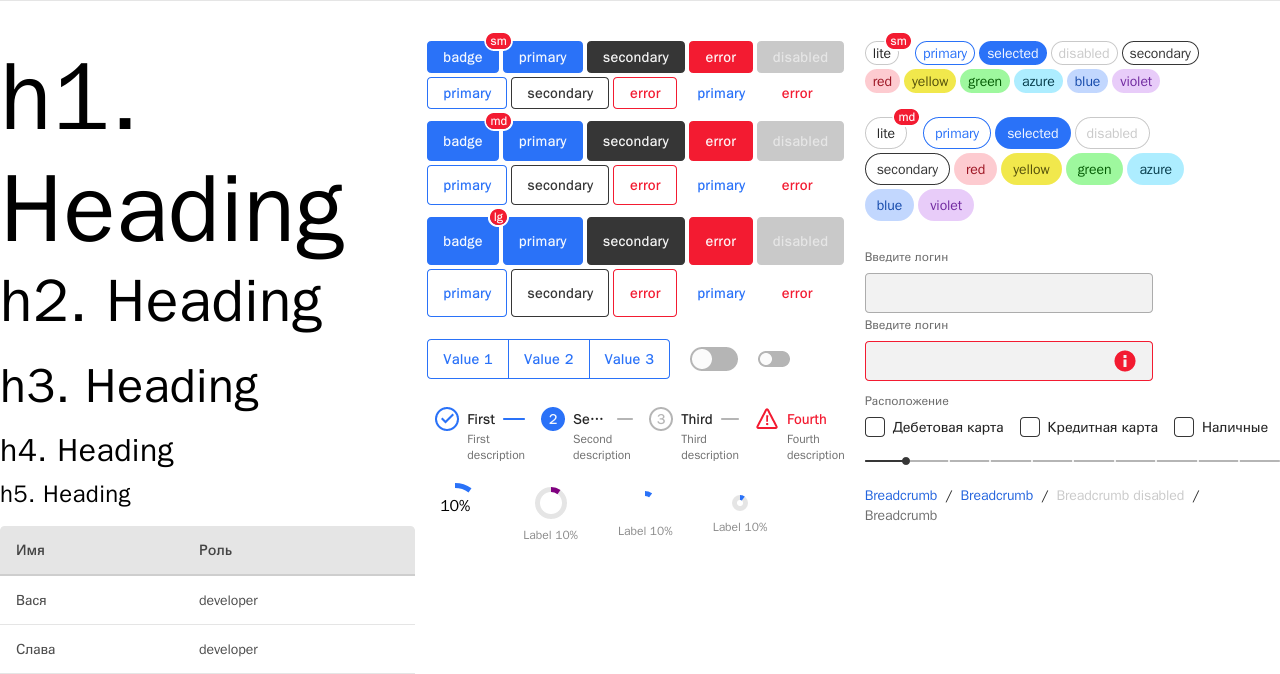 h1.
Heading
h2. Heading
h3. Heading
h4. Heading
h5. Heading
Имя Роль
Вася developer
Слава developer
sm
badge primary secondary error disabled
primary secondary error primary error
md
badge primary secondary error disabled
primary secondary error primary error
lg
badge primary secondary error disabled
primary secondary error primary error
Value 1 Value 2 Value 3
First 2 Se··· 3 Third Fourth
First Second Third Fourth
description description description description
10%
Label 10% Label 10% Label 10%
sm
lite primary selected disabled secondary
red yellow green azure blue violet
md
lite primary selected disabled
secondary red yellow green azure
blue violet
Введите логин
Введите логин
Расположение
Дебетовая карта Кредитная карта Наличные
Breadcrumb / Breadcrumb / Breadcrumb disabled /
Breadcrumb